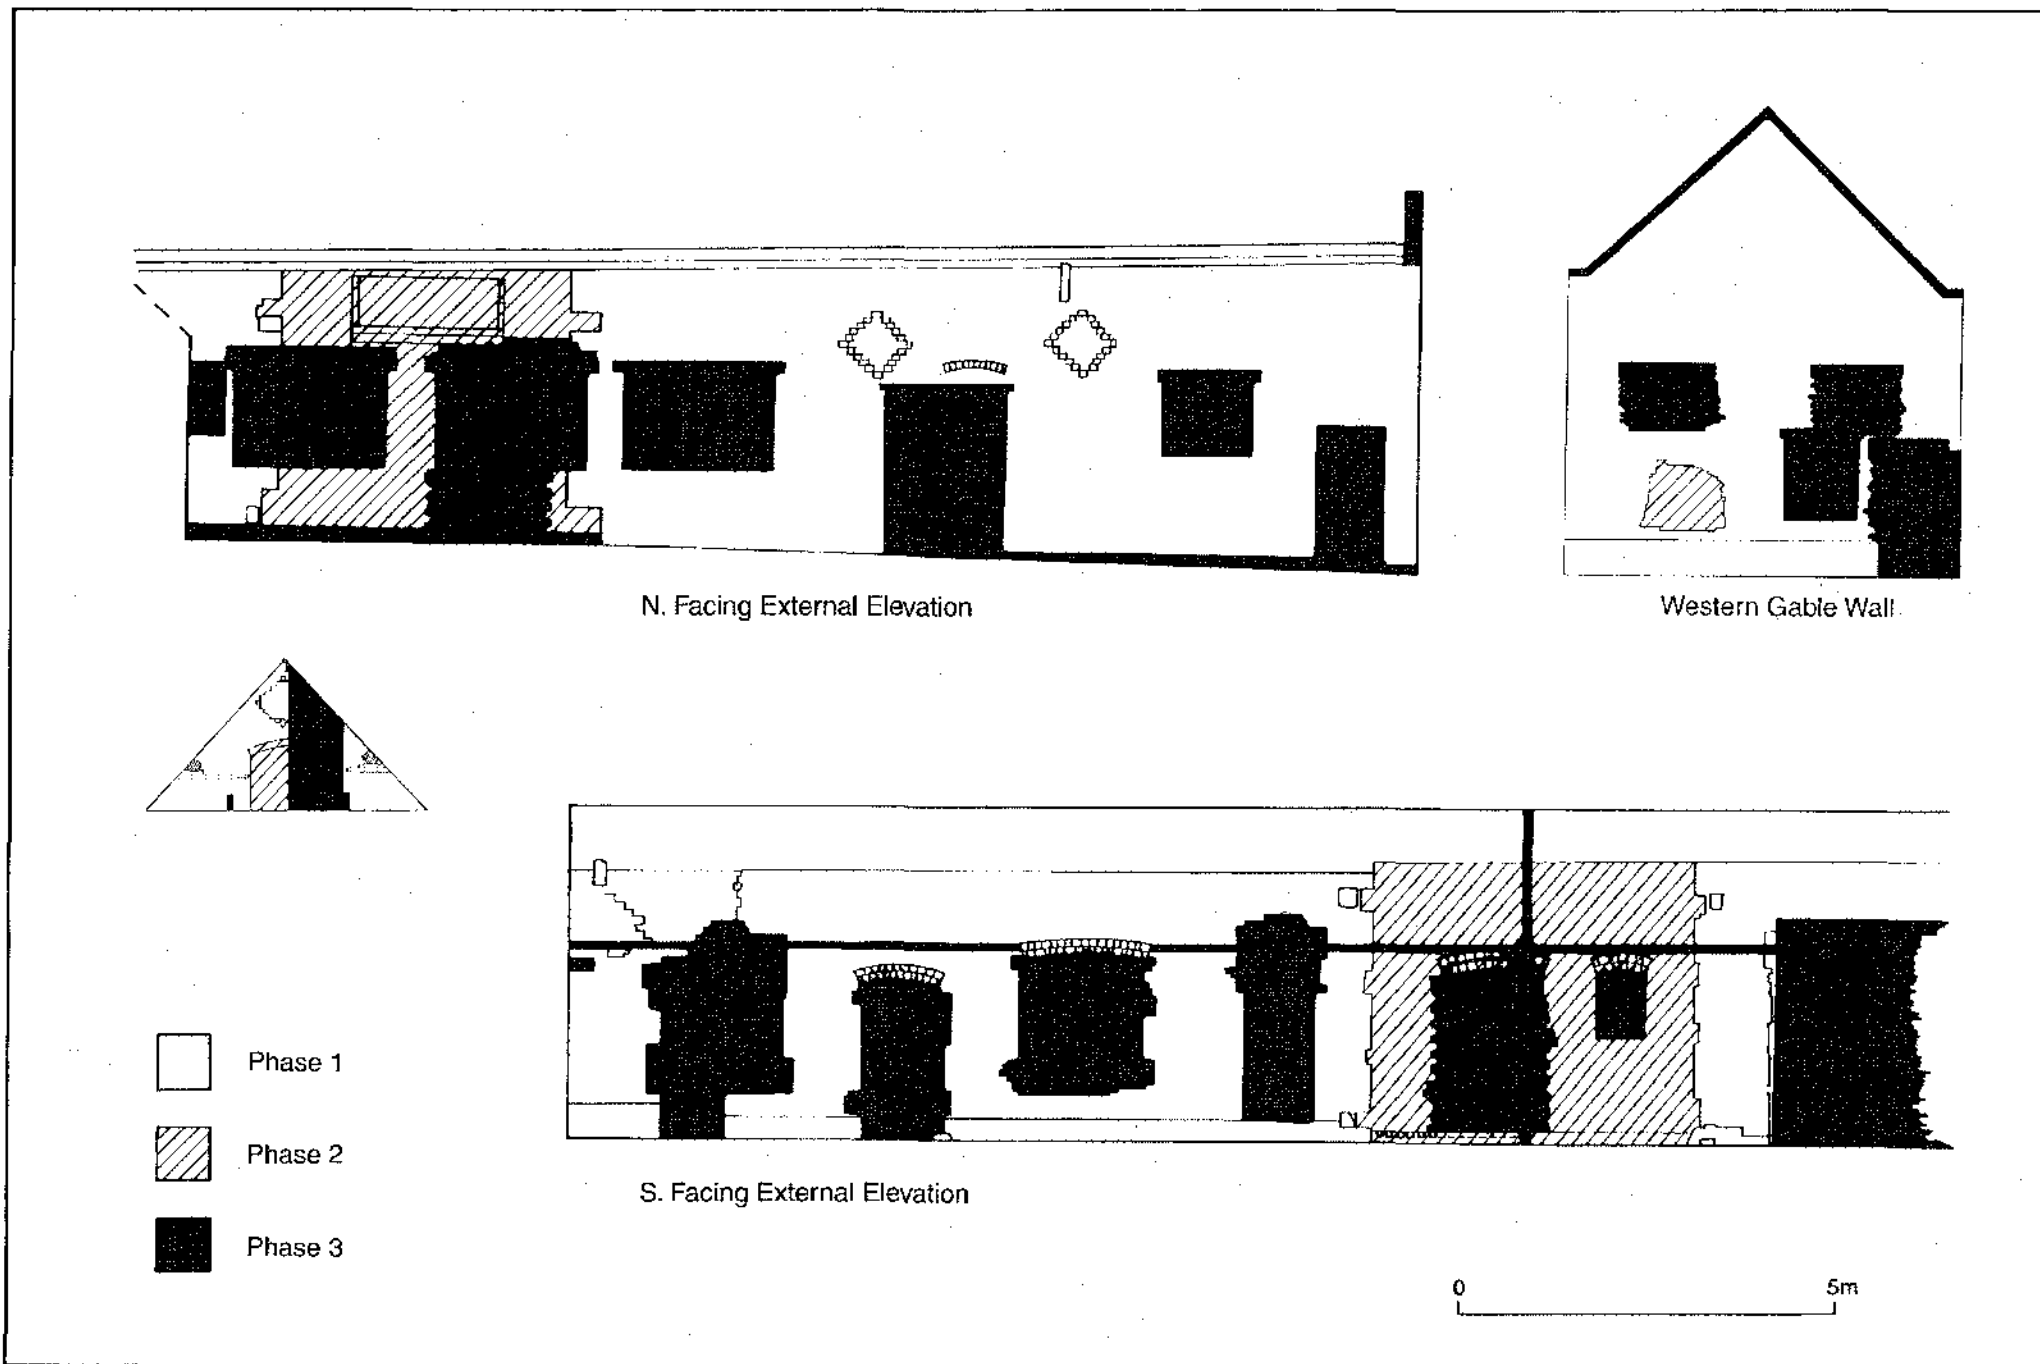 N. Facing External Elevation
Western Gable Wall
Phase 1
Phase 2
Phase 3
S. Facing External Elevation
0 5m